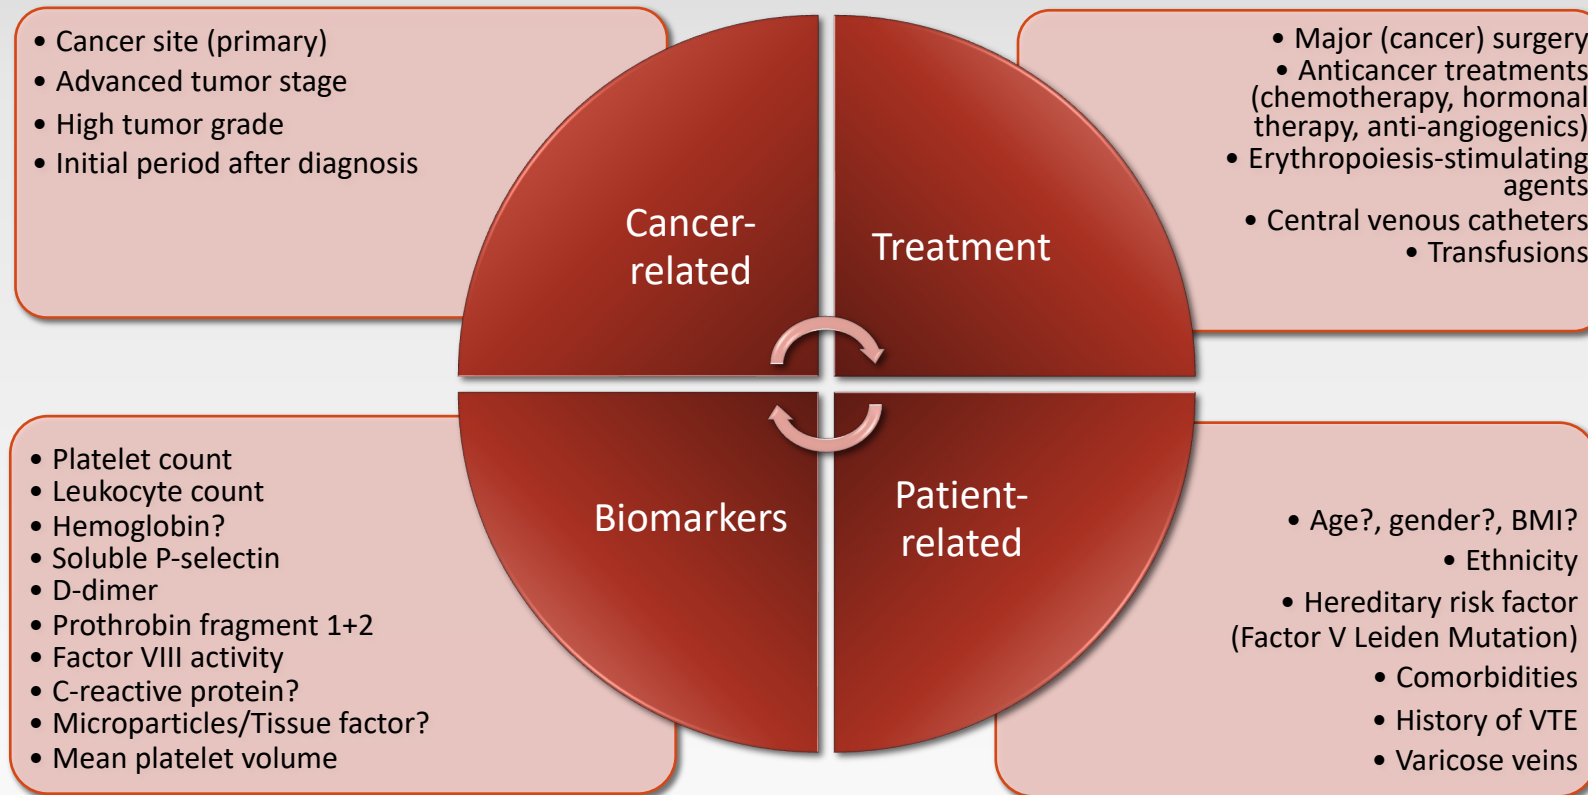 • Cancer site (primary)
• Advanced tumor stage
• High tumor grade
• Initial period after diagnosis
Cancer-
related
Treatment
• Major (cancer) surgery
• Anticancer treatments
(chemotherapy, hormonal
therapy, anti-angiogenics)
• Erythropoiesis-stimulating
agents
• Central venous catheters
• Transfusions
• Platelet count
• Leukocyte count
• Hemoglobin?
• Soluble P-selectin
• D-dimer
• Prothrobin fragment 1+2
• Factor VIII activity
• C-reactive protein?
• Microparticles/Tissue factor?
• Mean platelet volume
Biomarkers
Patient-
related
• Age?, gender?, BMI?
• Ethnicity
• Hereditary risk factor
(Factor V Leiden Mutation)
• Comorbidities
• History of VTE
• Varicose veins